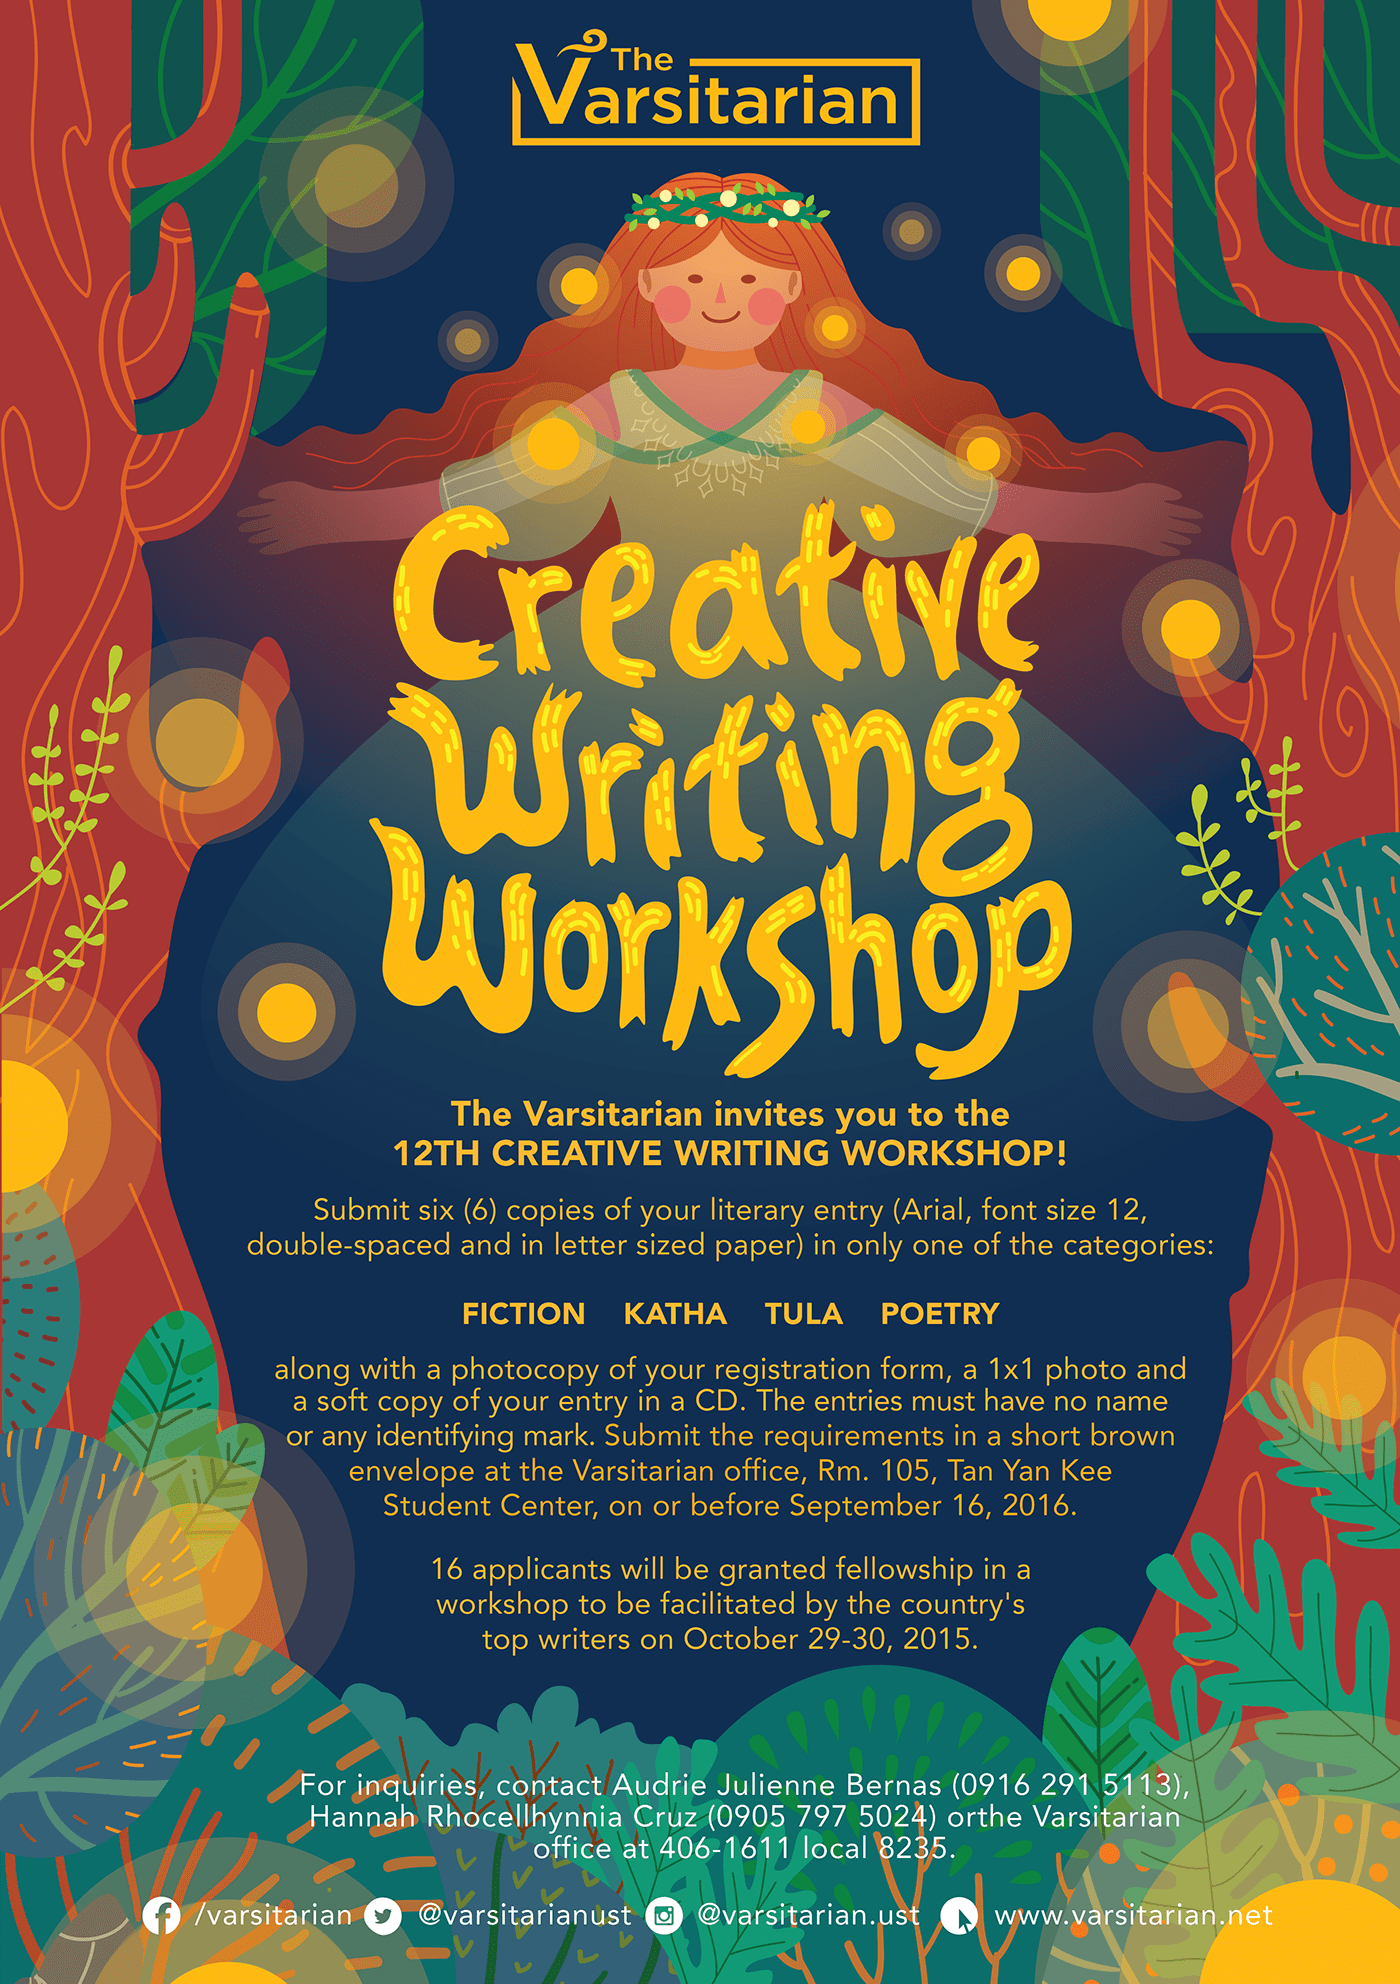 The
Varsitarian
Creative
Writing
Workshop
The Varsitarian invites you to the
12TH CREATIVE WRITING WORKSHOP!
Submit six (6) copies of your literary entry (Arial, font size 12,
double-spaced and in letter sized paper) in only one of the categories:
FICTION KATHA TULA POETRY
along with a photocopy of your registration form, a 1x1 photo and
a soft copy of your entry in a CD. The entries must have no name
or any identifying mark. Submit the requirements in a short brown
envelope at the Varsitarian office, Rm. 105, Tan Yan Kee
Student Center, on or before September 16, 2016.
16 applicants will be granted fellowship in a
workshop to be facilitated by the country's
top writers on October 29-30, 2015.
For inquiries, contact Audrie Julienne Bernas (0916 291 5113),
Hannah Rhocellhynnia Cruz (0905 797 5024) orthe Varsitarian
office at 406-1611 local 8235.
/varsitarian @varsitarianust @varsitarian.ust www.varsitarian.net